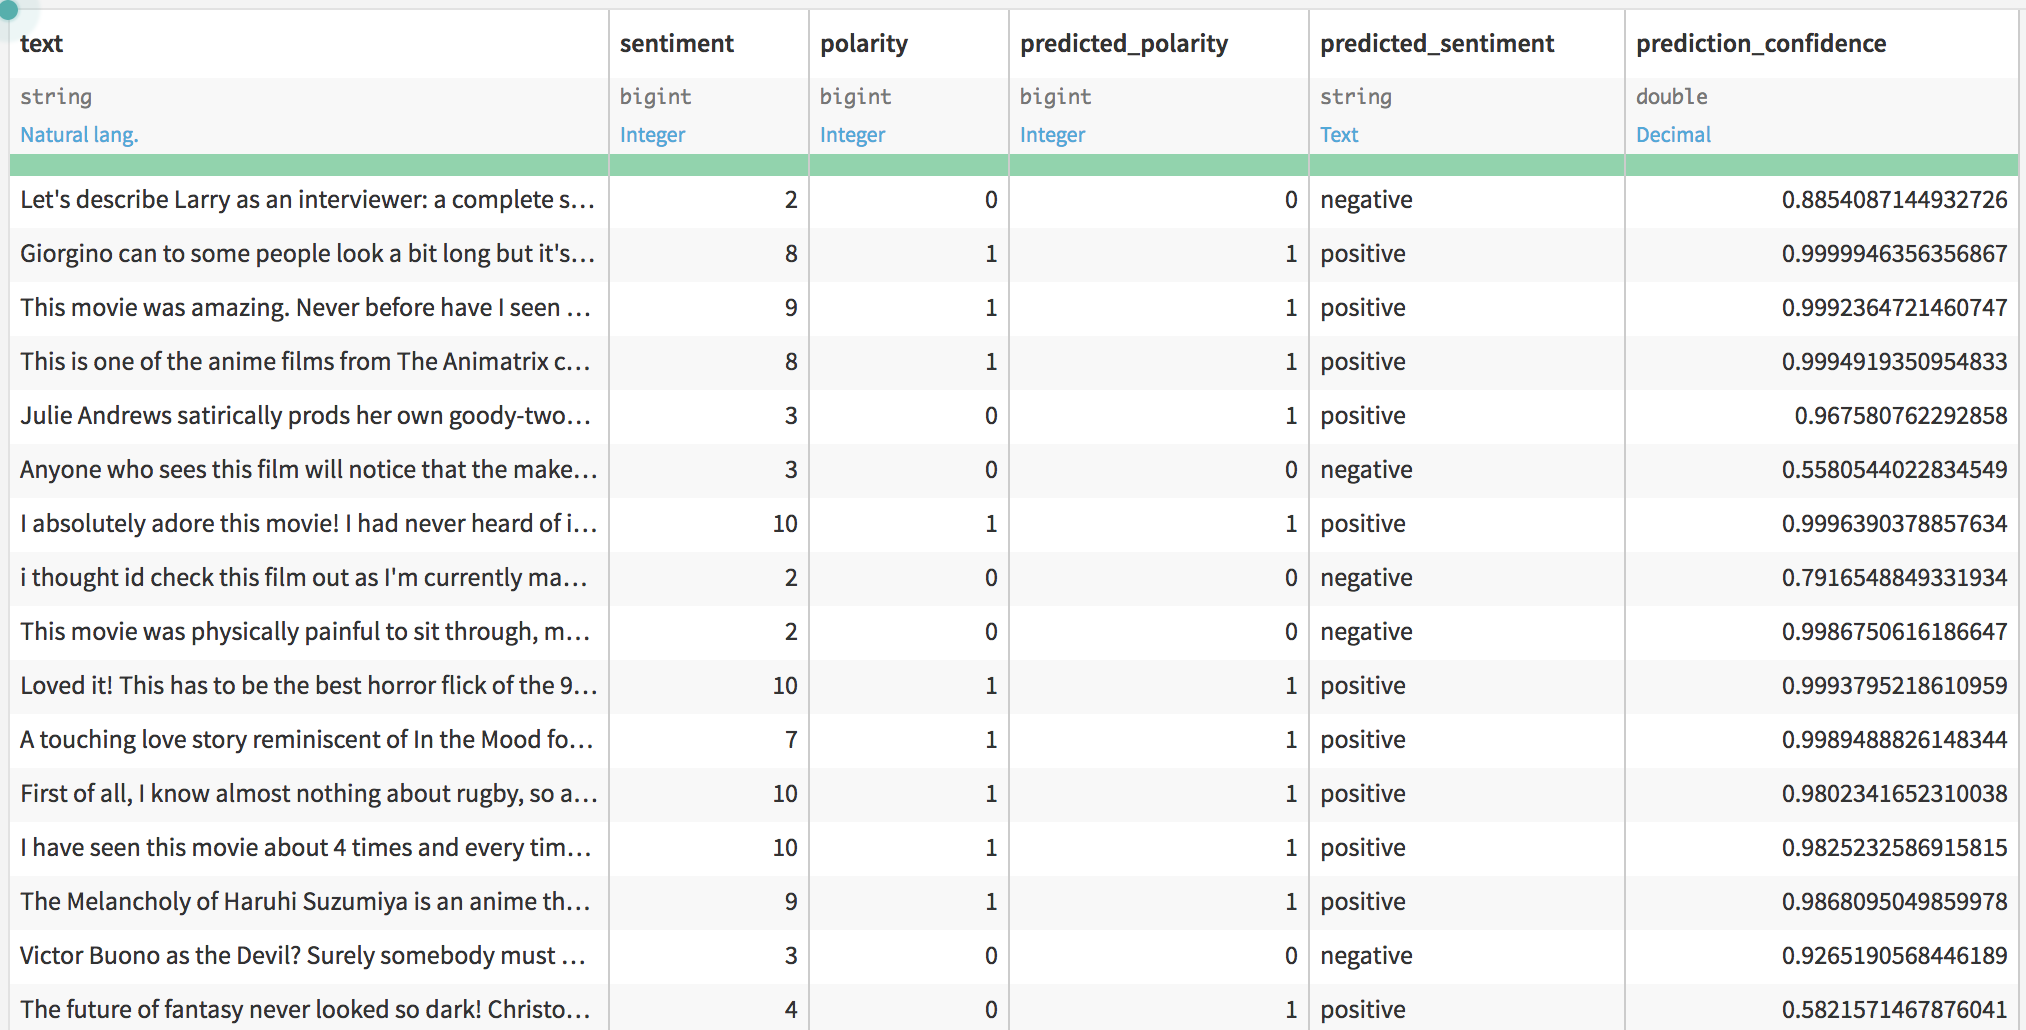 text sentiment polarity predicted_polarity predicted_sentiment prediction_confidence
string bigint bigint bigint string double
Natural lang. Integer Integer Integer Text Decimal
Let's describe Larry as an interviewer: a complete s... 2 0 0 negative 0.8854087144932726
Giorgino can to some people look a bit long but it's... 8 1 1 positive 0.9999946356356867
This movie was amazing. Never before have I seen ... 9 1 1 positive 0.9992364721460747
This is one of the anime films from The Animatrix c... 8 1 1 positive 0.9994919350954833
Julie Andrews satirically prods her own goody-two... 3 0 1 positive 0.967580762292858
Anyone who sees this film will notice that the make... 3 0 0 negative 0.5580544022834549
I absolutely adore this movie! I had never heard of i... 10 1 1 positive 0.9996390378857634
i thought id check this film out as I'm currently ma... 2 0 0 negative 0.7916548849331934
This movie was physically painful to sit through, m... 2 0 0 negative 0.9986750616186647
Loved it! This has to be the best horror flick of the 9... 10 1 1 positive 0.9993795218610959
A touching love story reminiscent of In the Mood fo... 7 1 1 positive 0.9989488826148344
First of all, I know almost nothing about rugby, so a... 10 1 1 positive 0.9802341652310038
I have seen this movie about 4 times and every tim... 10 1 1 positive 0.9825232586915815
The Melancholy of Haruhi Suzumiya is an anime th... 9 1 1 positive 0.9868095049859978
Victor Buono as the Devil? Surely somebody must ... 3 0 0 negative 0.9265190568446189
The future of fantasy never looked so dark! Christo... 4 0 1 positive 0.5821571467876041